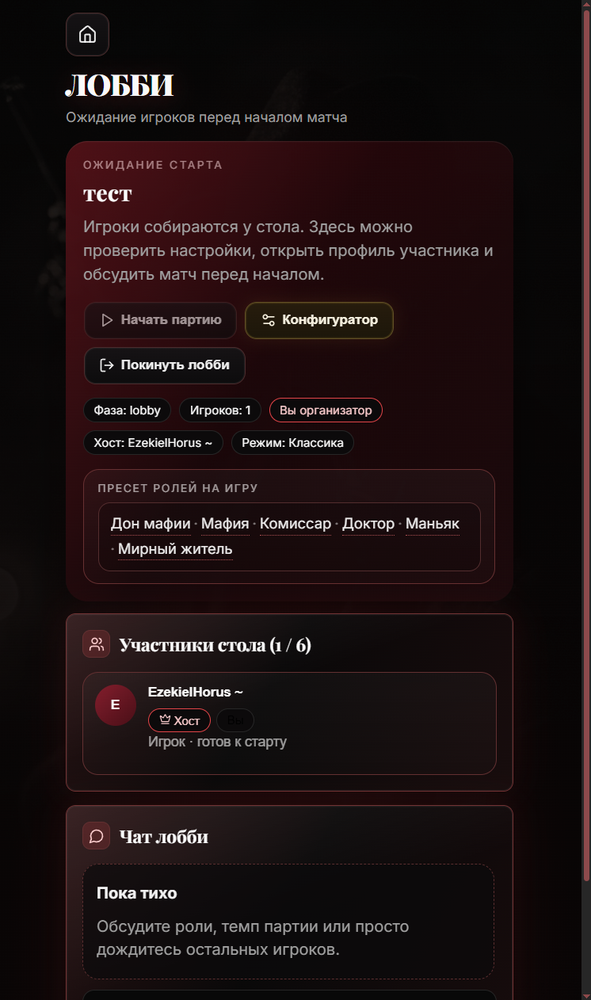 ЛОББИ
Ожидание игроков перед началом матча
ОЖИДАНИЕ СТАРТА
тест
Игроки собираются у стола. Здесь можно
проверить настройки, открыть профиль участника и
обсудить матч перед началом.
Начать партию
Конфигуратор
Покинуть лобби
Фаза: lobby
Игроков: 1
Вы организатор
Хост: EzekielHorus ~
Режим: Классика
ПРЕСЕТ РОЛЕЙ НА ИГРУ
Дон мафии · Мафия · Комиссар · Доктор · Маньяк
· Мирный житель
Участники стола (1 / 6)
E
EzekielHorus ~
Хост
Вы
Игрок · готов к старту
Чат лобби
Пока тихо
Обсудите роли, темп партии или просто
дождитесь остальных игроков.